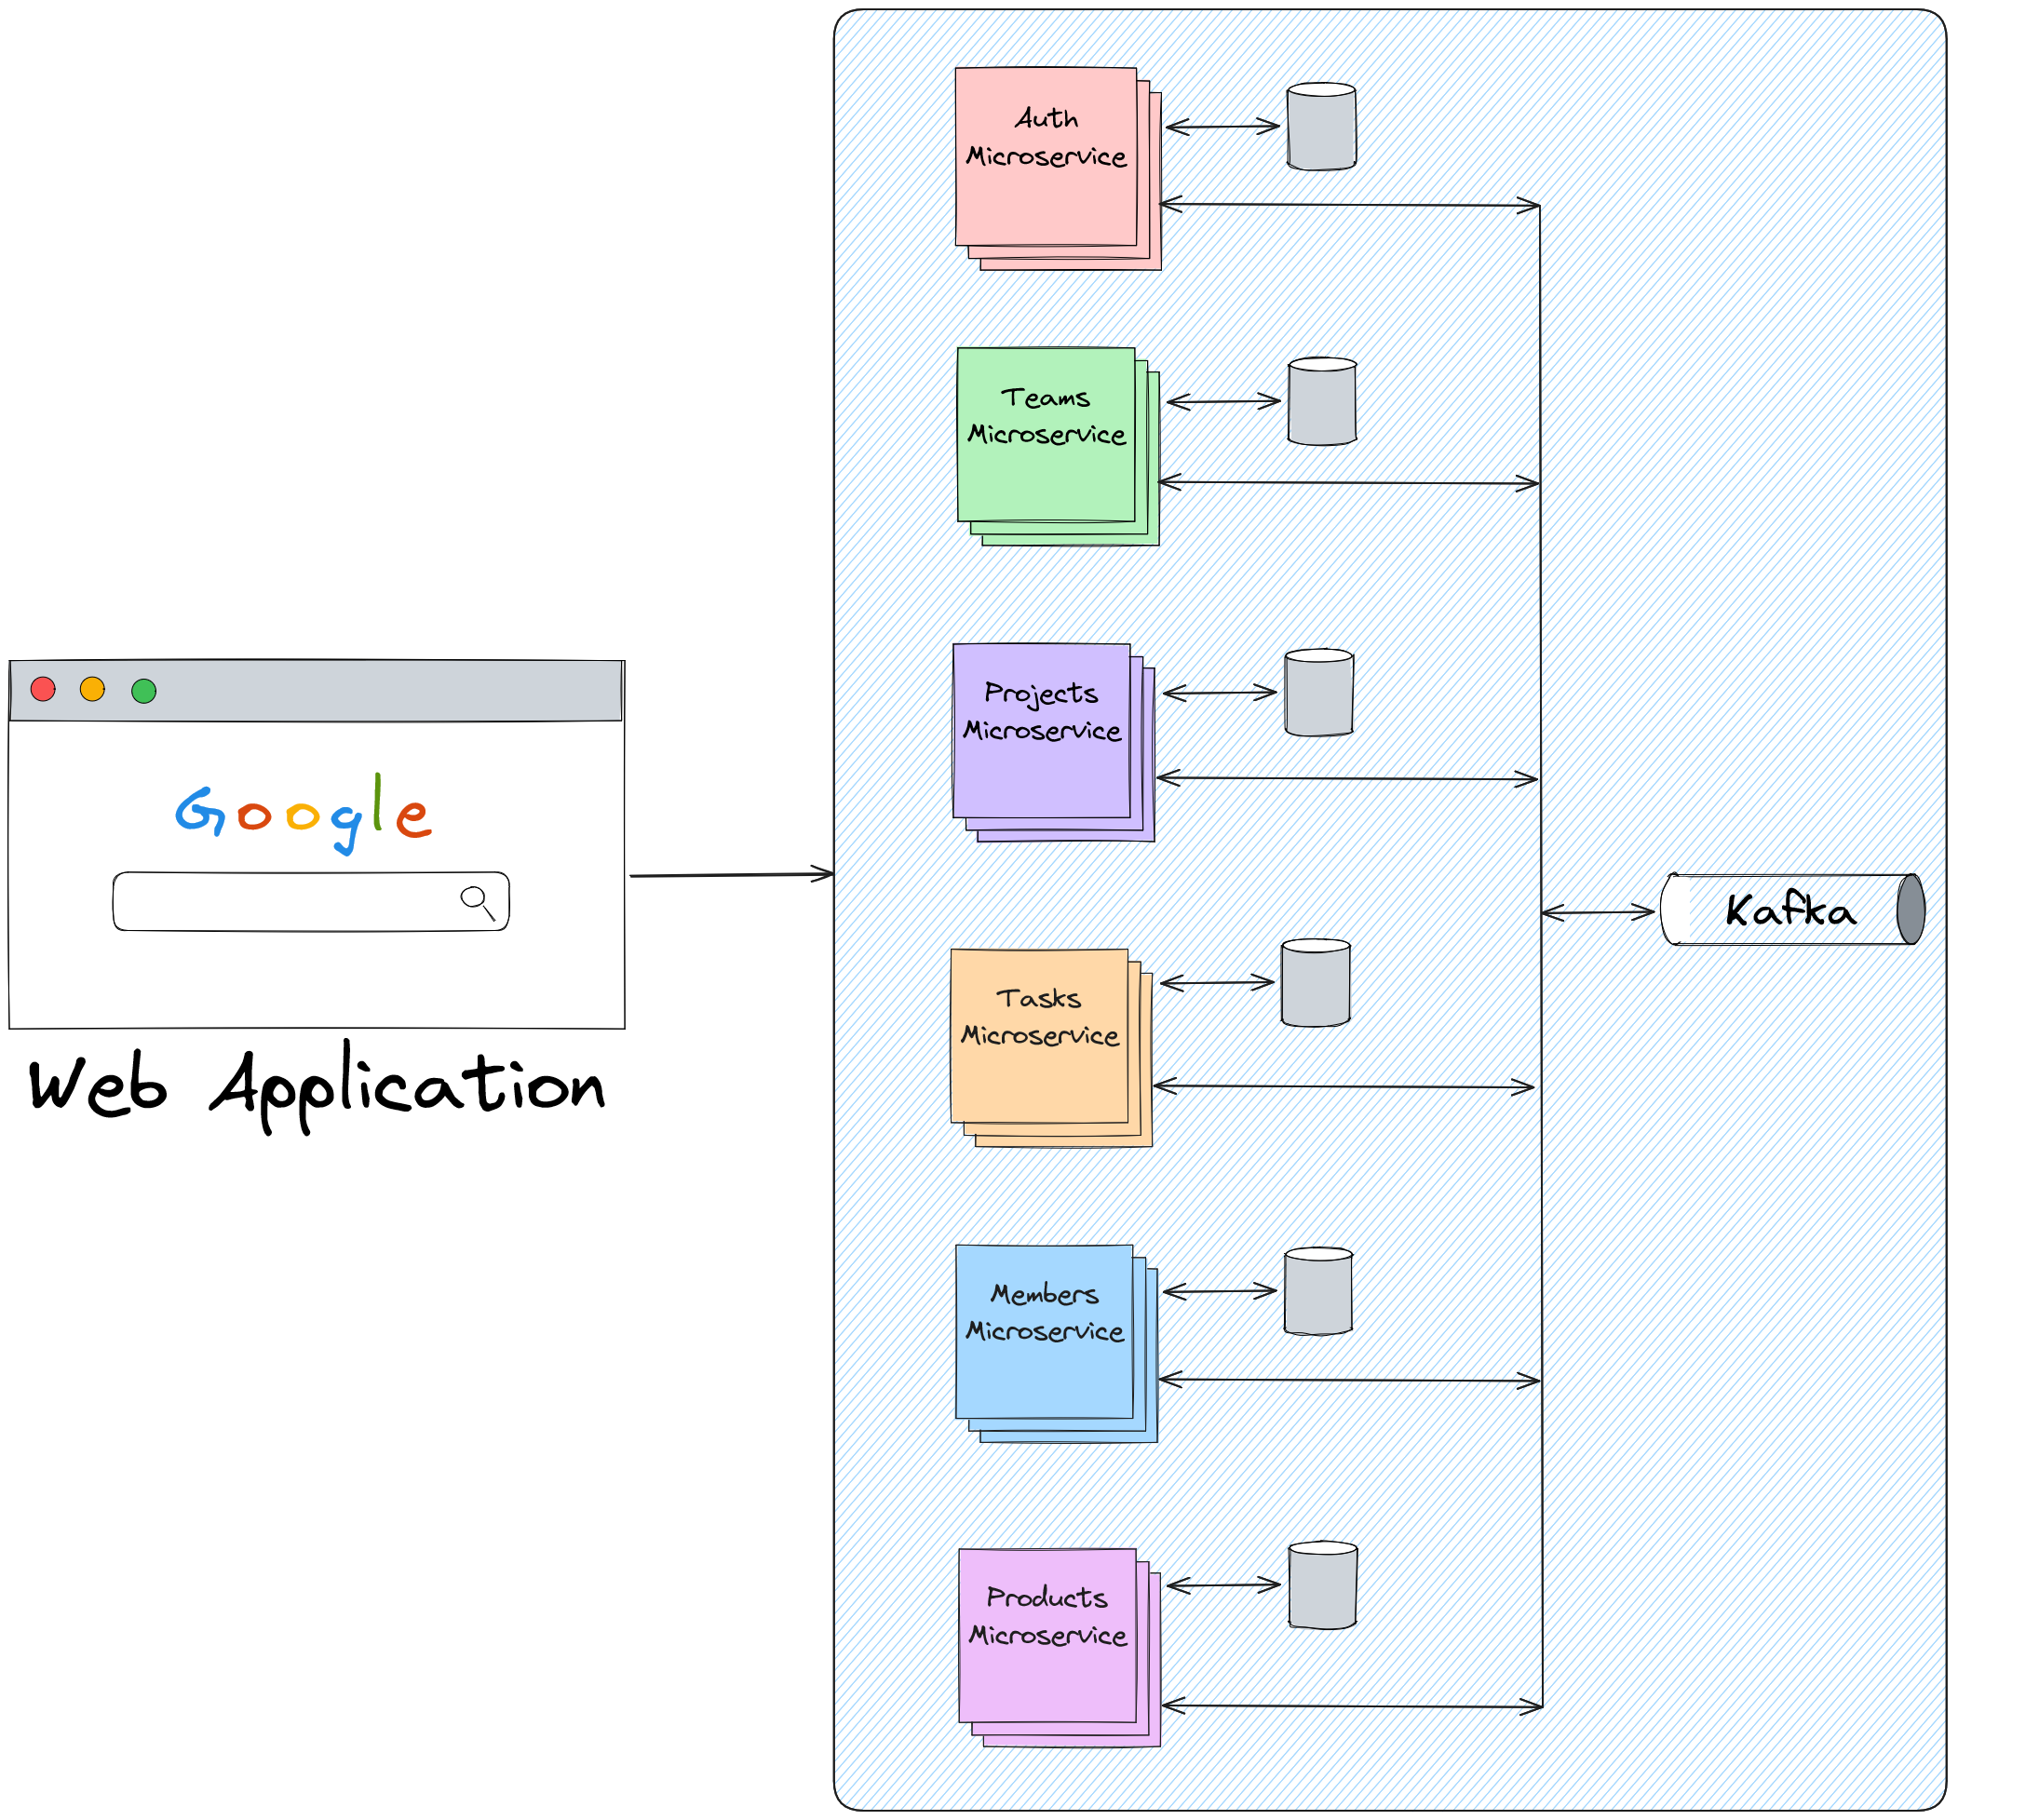 Auth
Microservice
Teams
Microservice
Projects
Microservice
Google
Web Application
Kafka
Tasks
Microservice
Members
Microservice
Products
Microservice